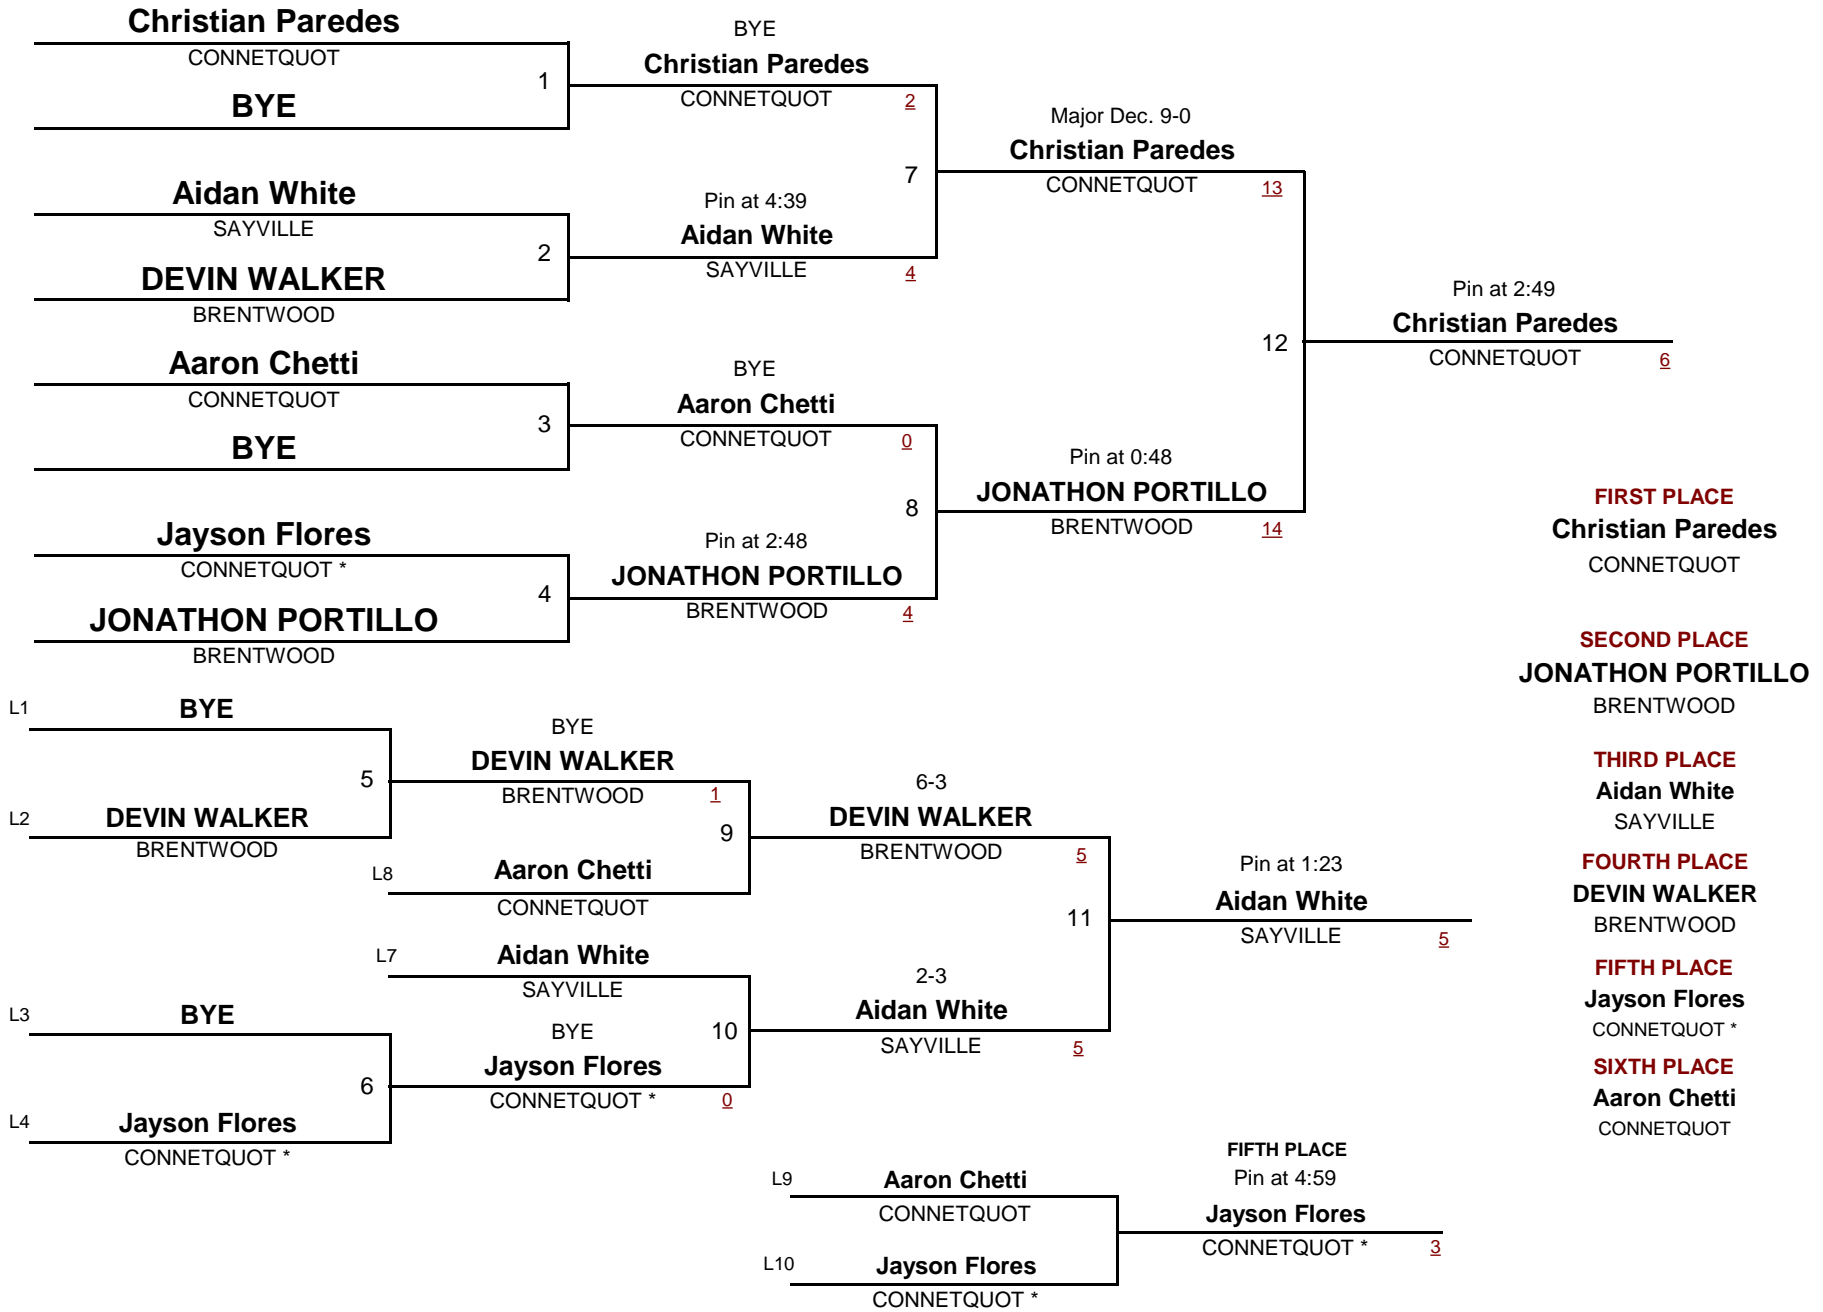 Christian Paredes
CONNETQUOT
1
BYE
Aidan White
SAYVILLE
2
DEVIN WALKER
BRENTWOOD
Aaron Chetti
CONNETQUOT
3
BYE
Jayson Flores
CONNETQUOT *
4
JONATHON PORTILLO
BRENTWOOD
BYE
Christian Paredes
CONNETQUOT 2
7
Pin at 4:39
Aidan White
SAYVILLE 4
BYE
Aaron Chetti
CONNETQUOT 0
8
Pin at 2:48
JONATHON PORTILLO
BRENTWOOD 4
Major Dec. 9-0
Christian Paredes
CONNETQUOT 13
12
Pin at 0:48
JONATHON PORTILLO
BRENTWOOD 14
Pin at 2:49
Christian Paredes
CONNETQUOT 6
L1 BYE
5
L2 DEVIN WALKER
BRENTWOOD
L3 BYE
6
L4 Jayson Flores
CONNETQUOT *
BYE
DEVIN WALKER
BRENTWOOD 1
9
L8 Aaron Chetti
CONNETQUOT
L7 Aidan White
SAYVILLE
BYE 10
Jayson Flores
CONNETQUOT * 0
6-3
DEVIN WALKER
BRENTWOOD 5
11
2-3
Aidan White
SAYVILLE 5
Pin at 1:23
Aidan White
SAYVILLE 5
L9 Aaron Chetti
CONNETQUOT
L10 Jayson Flores
CONNETQUOT *
FIFTH PLACE
Pin at 4:59
Jayson Flores
CONNETQUOT * 3
FIRST PLACE
Christian Paredes
CONNETQUOT
SECOND PLACE
JONATHON PORTILLO
BRENTWOOD
THIRD PLACE
Aidan White
SAYVILLE
FOURTH PLACE
DEVIN WALKER
BRENTWOOD
FIFTH PLACE
Jayson Flores
CONNETQUOT *
SIXTH PLACE
Aaron Chetti
CONNETQUOT